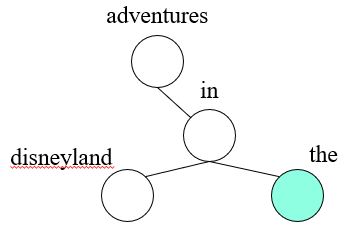 adventures
in
disneyland
the